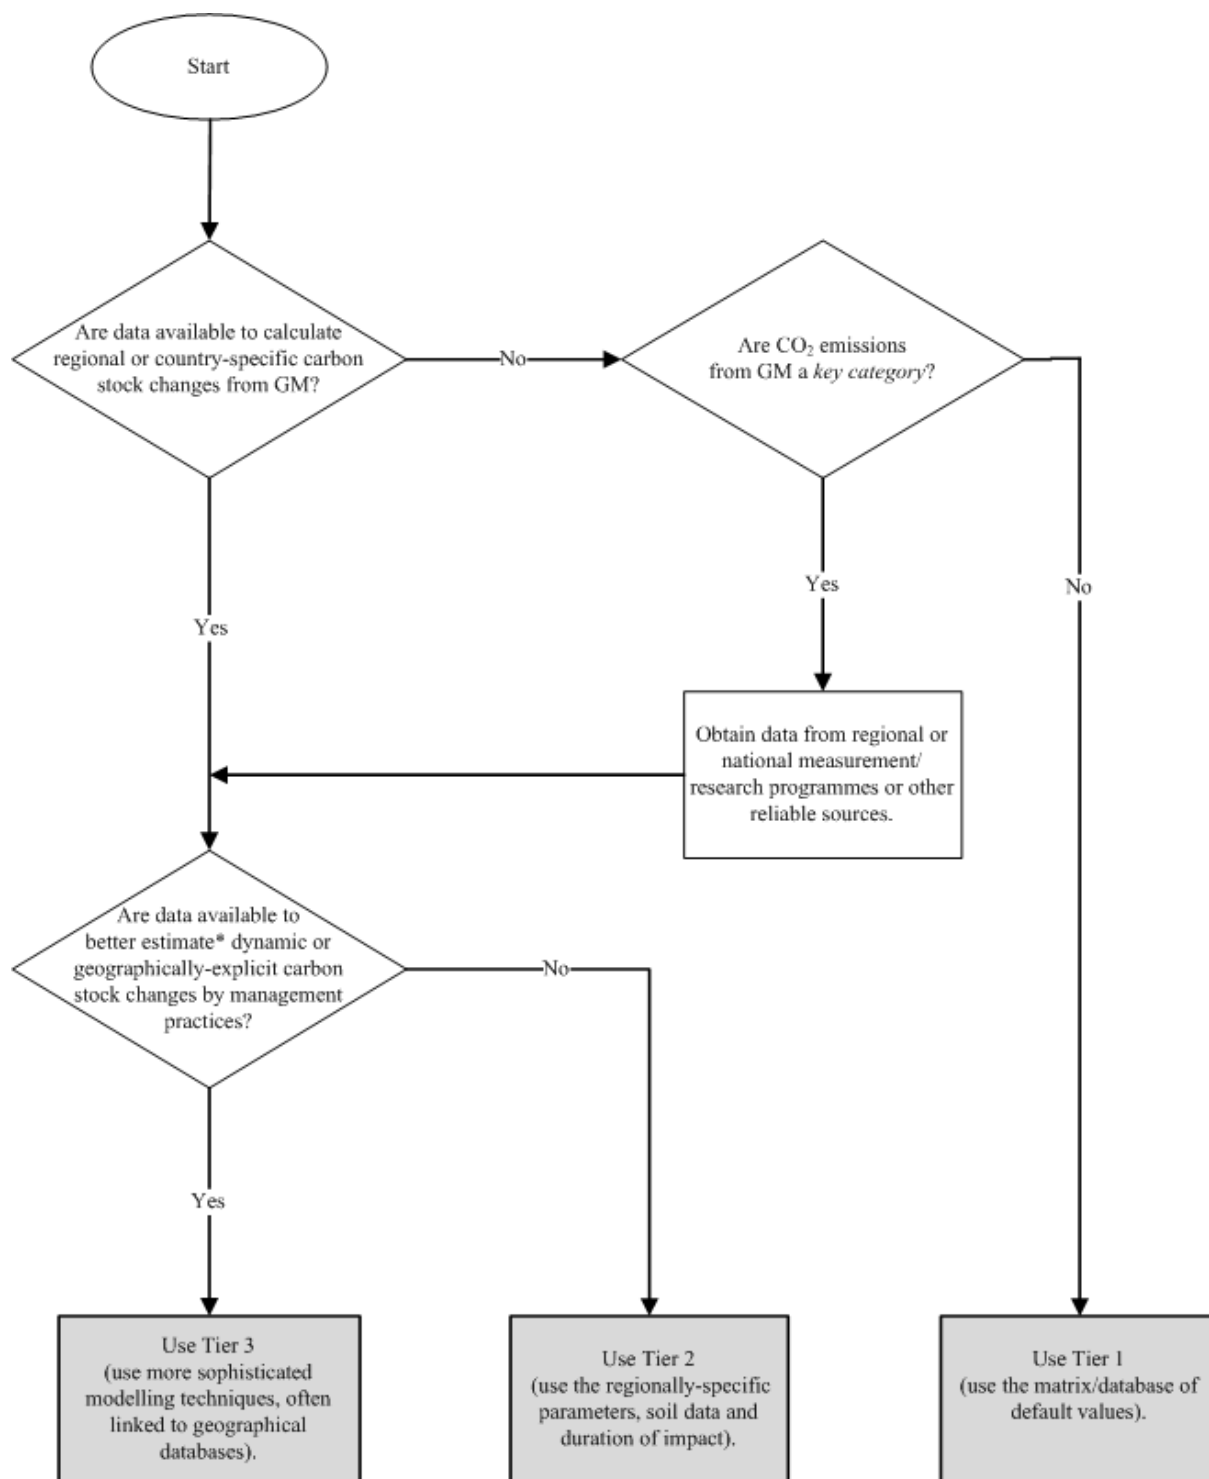 Start
Are data available to calculate
regional or country-specific carbon
stock changes from GM?
No
Are CO₂ emissions
from GM a key category?
Yes
No
Yes
Obtain data from regional or
national measurement/
research programmes or other
reliable sources.
Are data available to
better estimate* dynamic or
geographically-explicit carbon
stock changes by management
practices?
No
Yes
Use Tier 3
(use more sophisticated
modelling techniques, often
linked to geographical
databases).
Use Tier 2
(use the regionally-specific
parameters, soil data and
duration of impact).
Use Tier 1
(use the matrix/database of
default values).